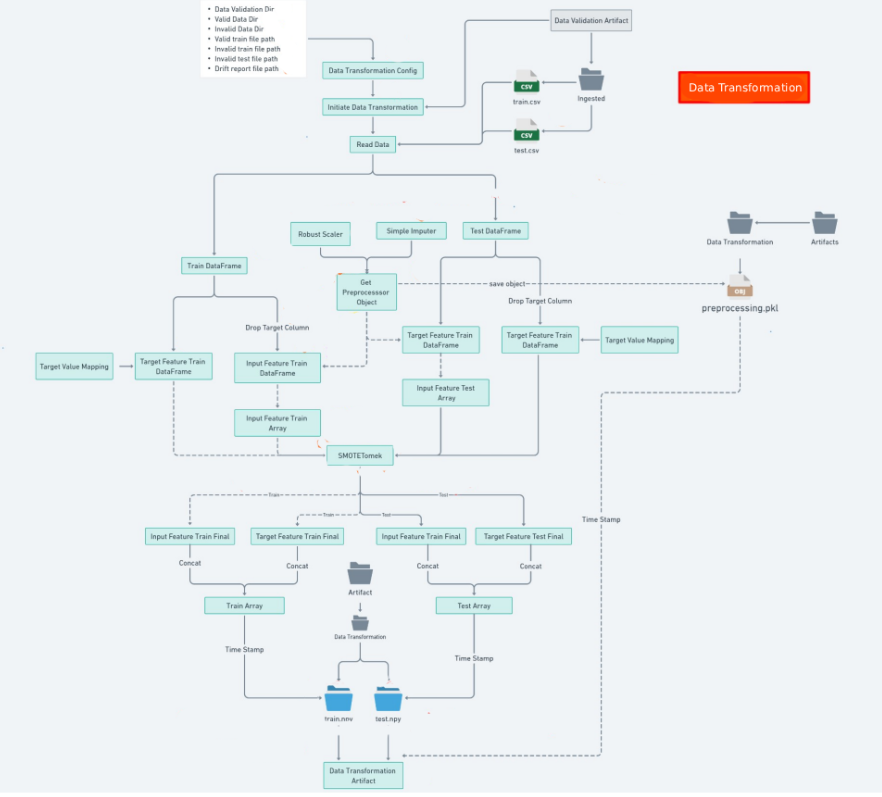 • Data Validation Dir
• Valid Data Dir
• Invalid Data Dir
• Valid train file path
• Invalid train file path
• Invalid test file path
• Drift report file path
Data Validation Artifact
Data Transformation Config
Data Transformation
CSV
train.csv
Ingested
Initiate Data Transformation
CSV
test.csv
Read Data
Robust Scaler
Simple Imputer
Test DataFrame
Data Transformation
Artifacts
Train DataFrame
Get
Preprocesssor
Object
save object
OBJ
preprocessing.pkl
Drop Target Column
Drop Target Column
Target Feature Train
DataFrame
Target Feature Train
DataFrame
Target Value Mapping
Target Value Mapping
Target Feature Train
DataFrame
Input Feature Train
DataFrame
Input Feature Test
Array
Input Feature Train
Array
SMOTETomek
Train
Test
Train
Test
Time Stamp
Input Feature Train Final
Target Feature Train Final
Input Feature Train Final
Target Feature Test Final
Concat
Concat
Concat
Concat
Artifact
Train Array
Test Array
Data Transformation
Time Stamp
Time Stamp
train.npy
test.npy
Data Transformation
Artifact